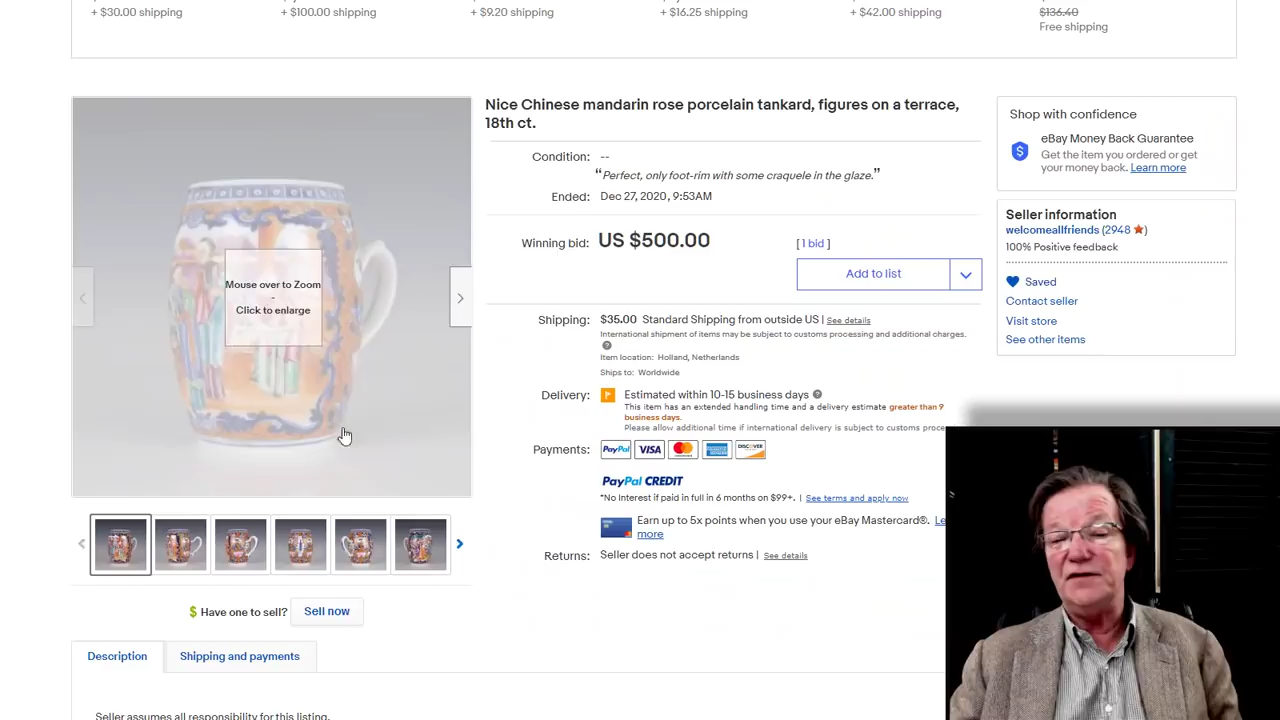 + $30.00 shipping
+ $100.00 shipping
+ $9.20 shipping
+ $16.25 shipping
+ $42.00 shipping
$136.40
Free shipping
Nice Chinese mandarin rose porcelain tankard, figures on a terrace,
18th ct.
Condition: --
“Perfect, only foot-rim with some craquele in the glaze.”
Ended: Dec 27, 2020, 9:53AM
Winning bid: US $500.00 [ 1 bid ]
Add to list
Shipping: $35.00 Standard Shipping from outside US | See details
International shipment of items may be subject to customs processing and additional charges.
?
Item location: Holland, Netherlands
Ships to: Worldwide
Delivery: Estimated within 10-15 business days ?
This item has an extended handling time and a delivery estimate greater than 9
business days.
Please allow additional time if international delivery is subject to customs proce
Payments: PayPal VISA mastercard AMERICAN EXPRESS DISCOVER
PayPal CREDIT
*No Interest if paid in full in 6 months on $99+. | See terms and apply now
Earn up to 5x points when you use your eBay Mastercard®. Le
more
Returns: Seller does not accept returns | See details
Shop with confidence
$ eBay Money Back Guarantee
Get the item you ordered or get
your money back. Learn more
Seller information
welcomeallfriends (2948 ★)
100% Positive feedback
Saved
Contact seller
Visit store
See other items
Mouse over to Zoom
-
Click to enlarge
$ Have one to sell? Sell now
Description
Shipping and payments
Seller assumes all responsibility for this listing.